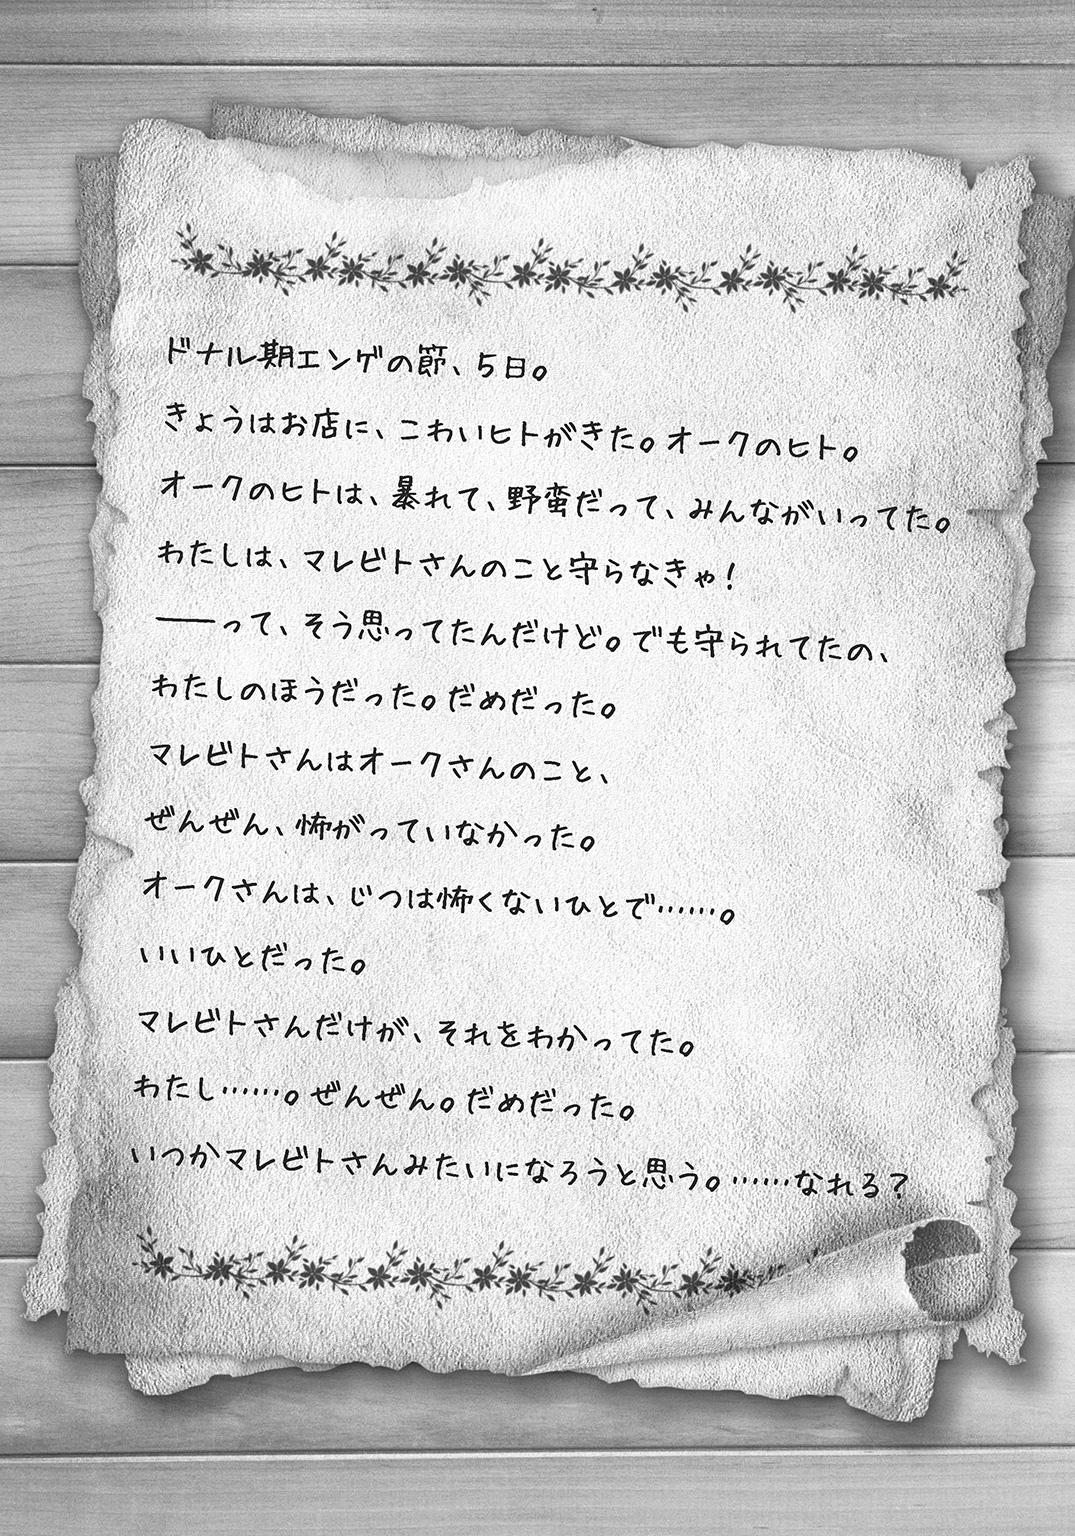 ドナル期エンゲの節、5日。
きょうはお店に、こわいヒトがきた。オークのヒト。
オークのヒトは、暴れて、野蛮だって、みんながいってた。
わたしは、マレビトさんのこと守らなきゃ！
――って、そう思ってたんだけど。でも守られてたの、
わたしのほうだった。だめだった。
マレビトさんはオークさんのこと、
ぜんぜん、怖がっていなかった。
オークさんは、じつは怖くないひとで……。
いいひとだった。
マレビトさんだけが、それをわかってた。
わたし……。ぜんぜん。だめだった。
いつかマレビトさんみたいになろうと思う。……なれる？